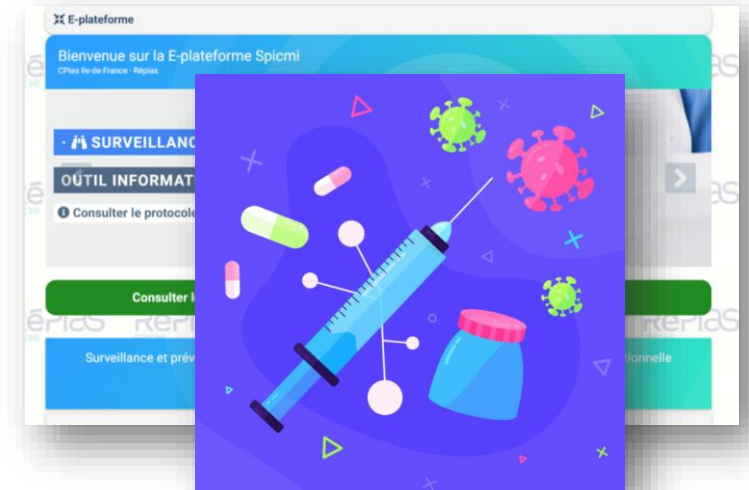 E-plateforme
Bienvenue sur la E-plateforme Spicmi
CPias Ile-de-France - Répias
SURVEILLANC
OUTIL INFORMAT
Consulter le protocole
Consulter l
Surveillance et prév
tionnelle